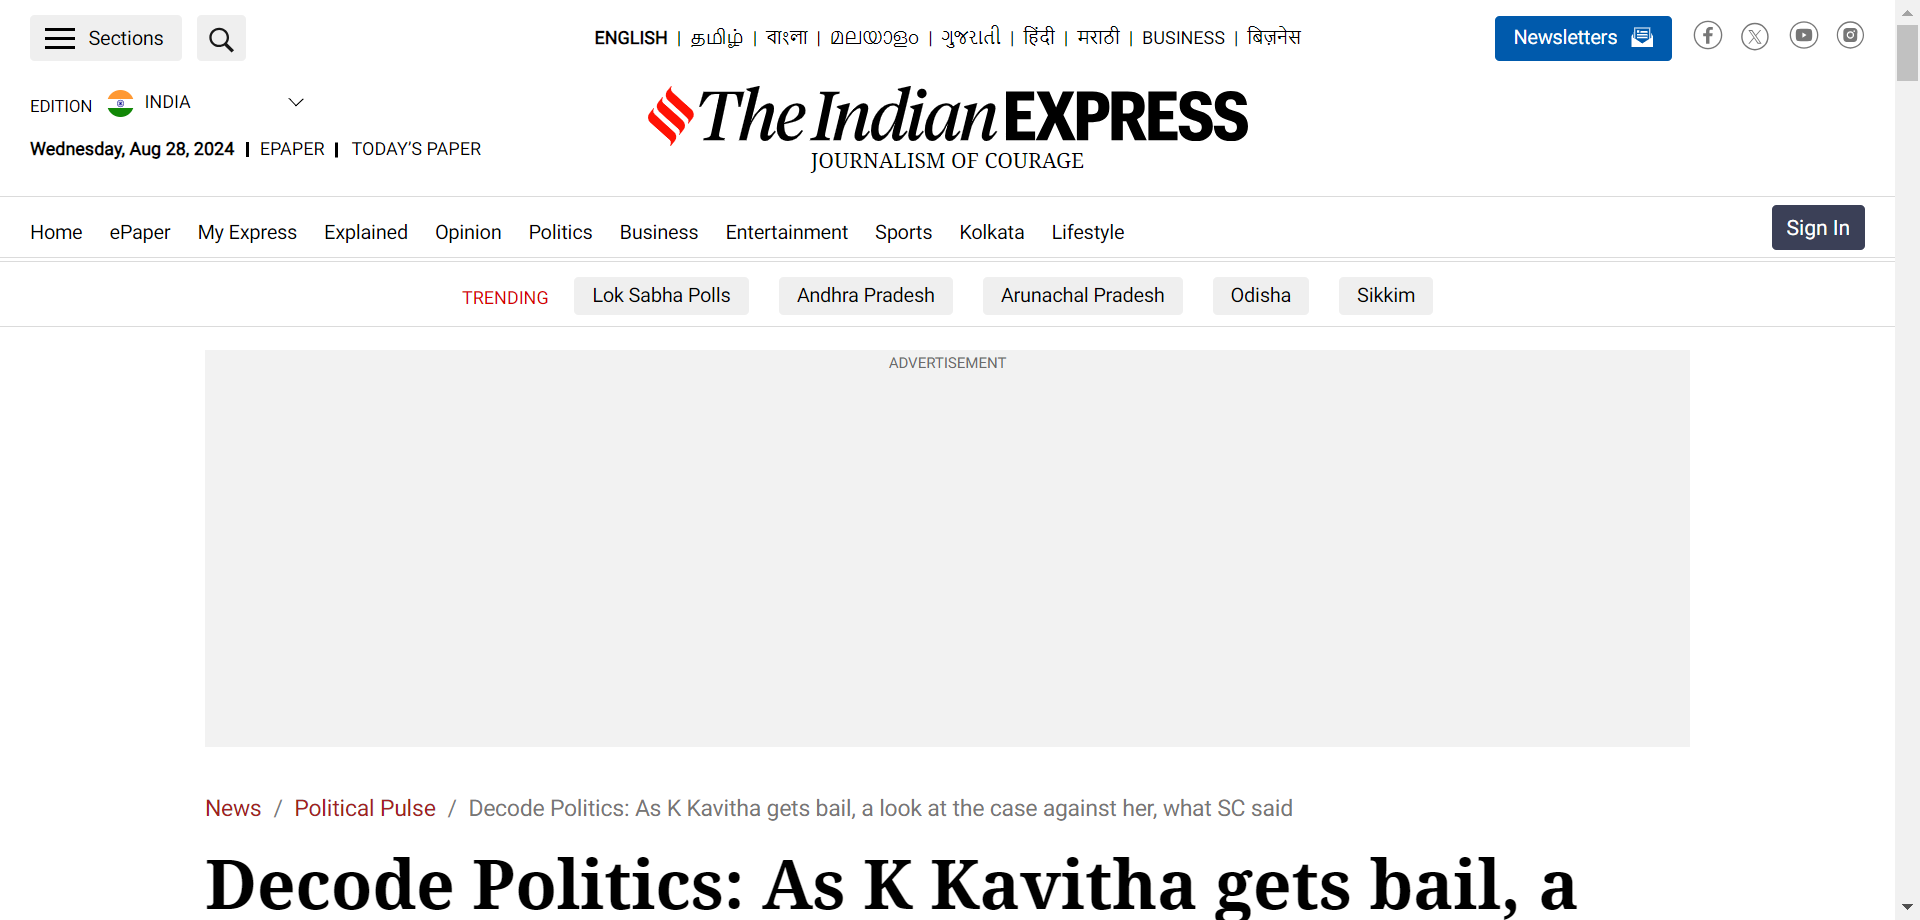 Sections
ENGLISH | தமிழ் | বাংলা | മലയാളം | ગુજરાતી | हिंदी | मराठी | BUSINESS | बिज़नेस
Newsletters
EDITION INDIA
The Indian EXPRESS
JOURNALISM OF COURAGE
Wednesday, Aug 28, 2024 | EPAPER | TODAY'S PAPER
Home ePaper My Express Explained Opinion Politics Business Entertainment Sports Kolkata Lifestyle
Sign In
TRENDING Lok Sabha Polls Andhra Pradesh Arunachal Pradesh Odisha Sikkim
ADVERTISEMENT
News / Political Pulse / Decode Politics: As K Kavitha gets bail, a look at the case against her, what SC said
Decode Politics: As K Kavitha gets bail, a